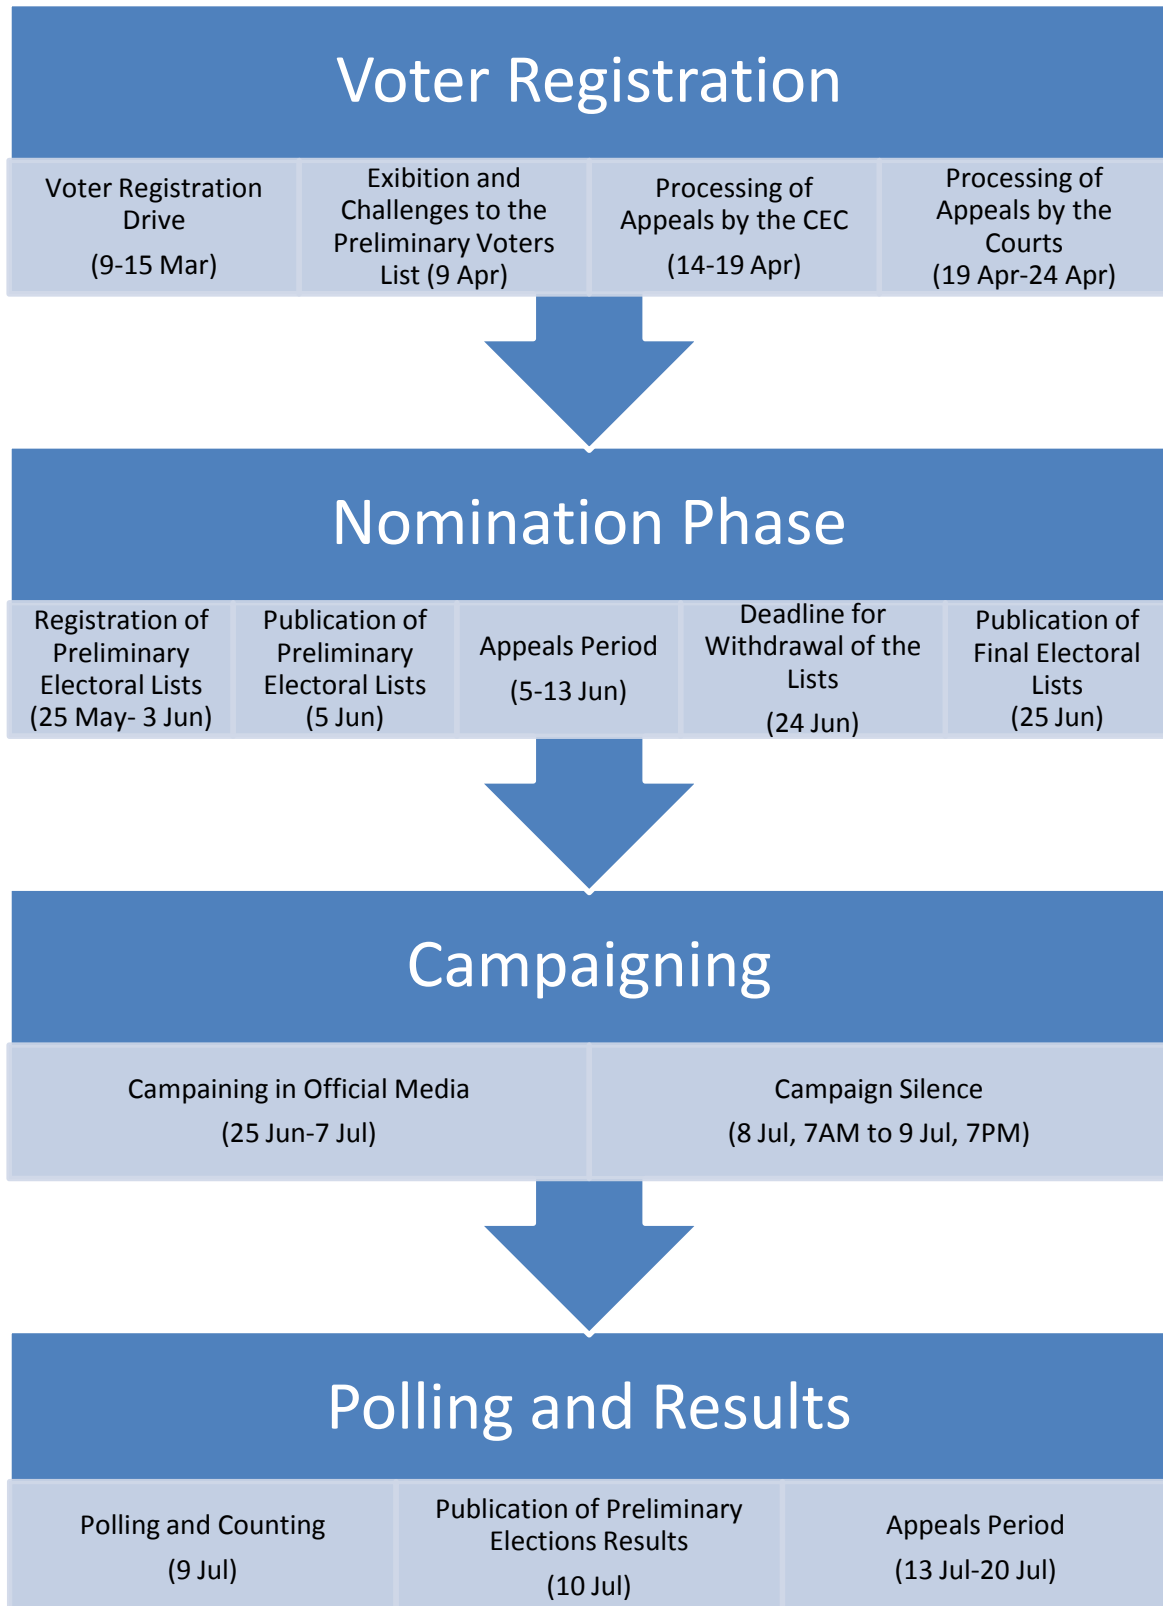 Voter Registration
Voter Registration
Drive
(9-15 Mar)
Exibition and
Challenges to the
Preliminary Voters
List (9 Apr)
Processing of
Appeals by the CEC
(14-19 Apr)
Processing of
Appeals by the
Courts
(19 Apr-24 Apr)
Nomination Phase
Registration of
Preliminary
Electoral Lists
(25 May- 3 Jun)
Publication of
Preliminary
Electoral Lists
(5 Jun)
Appeals Period
(5-13 Jun)
Deadline for
Withdrawal of the
Lists
(24 Jun)
Publication of
Final Electoral
Lists
(25 Jun)
Campaigning
Campaining in Official Media
(25 Jun-7 Jul)
Campaign Silence
(8 Jul, 7AM to 9 Jul, 7PM)
Polling and Results
Polling and Counting
(9 Jul)
Publication of Preliminary
Elections Results
(10 Jul)
Appeals Period
(13 Jul-20 Jul)